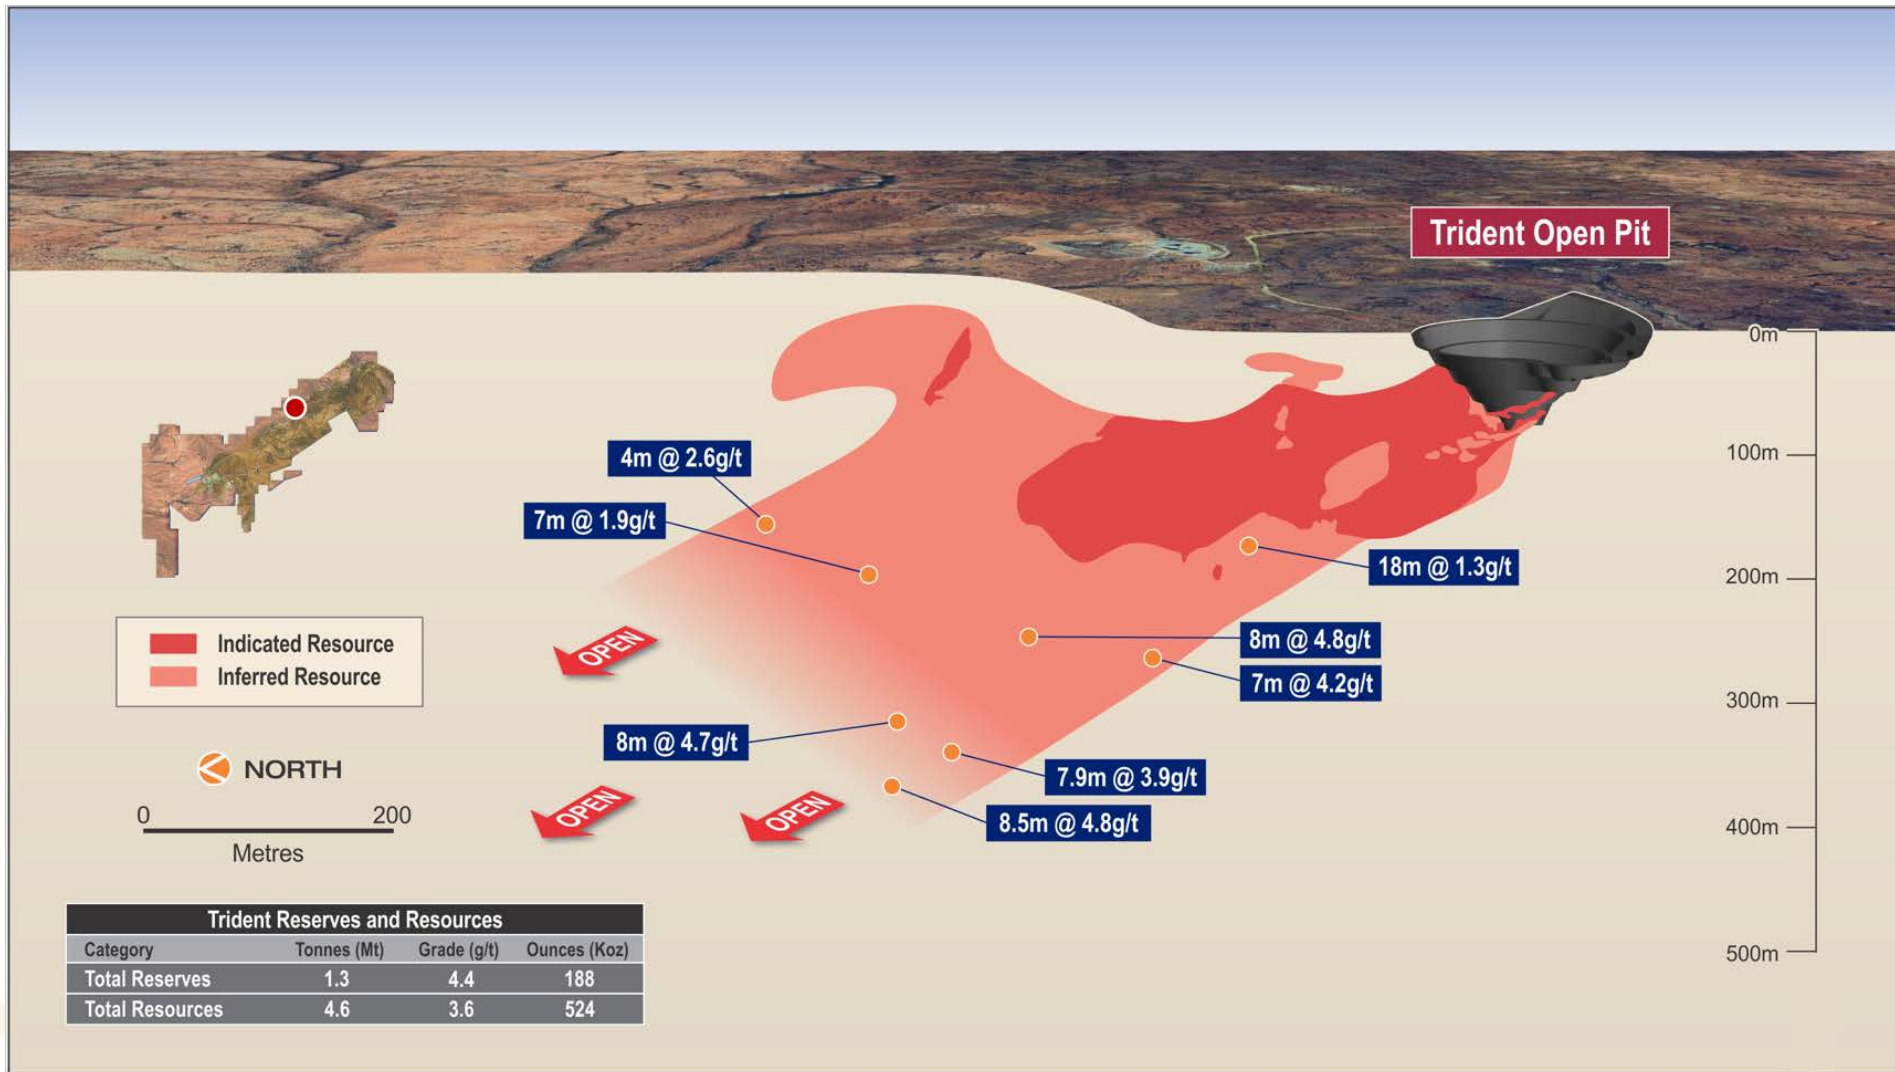 Trident Open Pit
0m
100m
200m
300m
400m
500m
4m @ 2.6g/t
7m @ 1.9g/t
18m @ 1.3g/t
8m @ 4.8g/t
7m @ 4.2g/t
8m @ 4.7g/t
7.9m @ 3.9g/t
8.5m @ 4.8g/t
OPEN
OPEN
OPEN
Indicated Resource
Inferred Resource
NORTH
0 200
Metres
Trident Reserves and Resources
Category Tonnes (Mt) Grade (g/t) Ounces (Koz)
Total Reserves 1.3 4.4 188
Total Resources 4.6 3.6 524